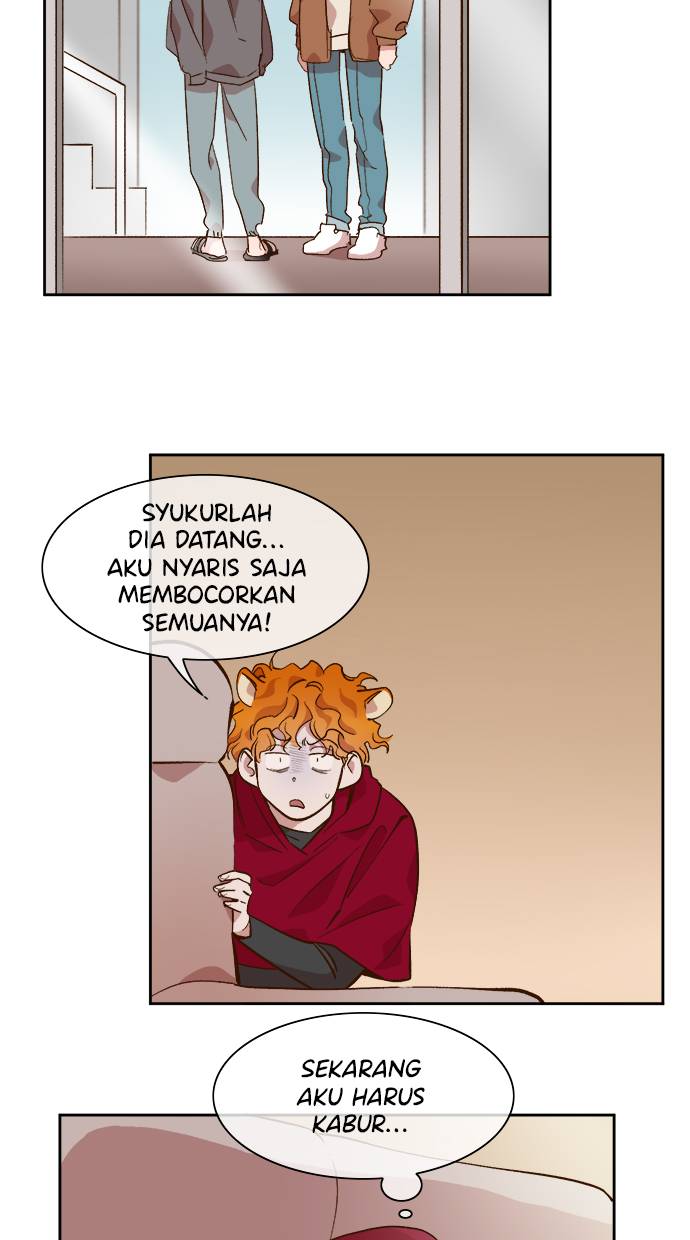 SYUKURLAH
DIA DATANG...
AKU NYARIS SAJA
MEMBOCORKAN
SEMUANYA!
SEKARANG
AKU HARUS
KABUR...